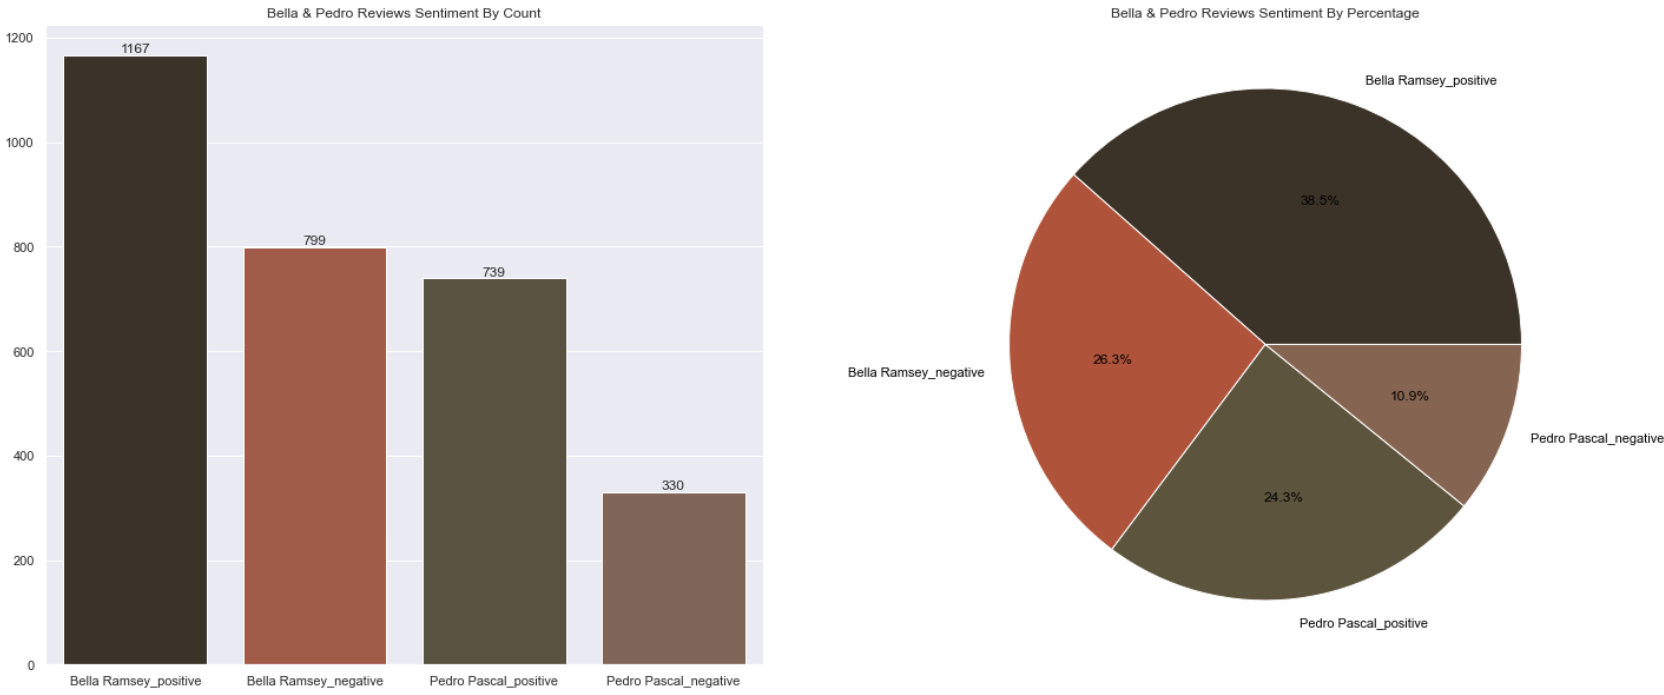 Bella & Pedro Reviews Sentiment By Count
1200
1000
800
600
400
200
0
1167
799
739
330
Bella Ramsey_positive
Bella Ramsey_negative
Pedro Pascal_positive
Pedro Pascal_negative
Bella & Pedro Reviews Sentiment By Percentage
Bella Ramsey_positive
38.5%
Bella Ramsey_negative
26.3%
10.9%
Pedro Pascal_negative
24.3%
Pedro Pascal_positive